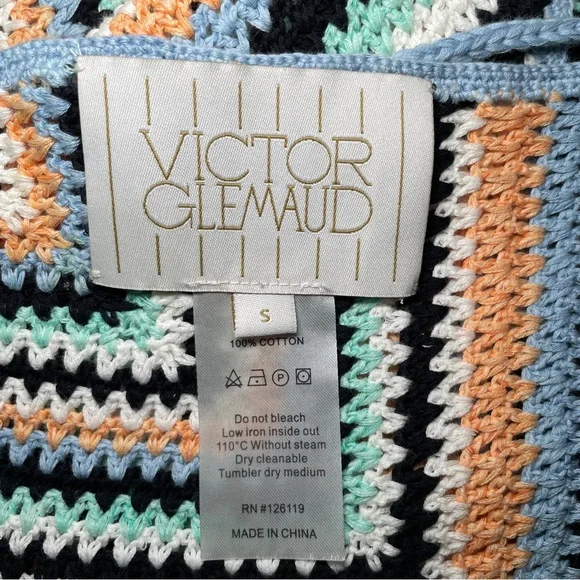 VICTOR
GLEMAUD
S
100% COTTON
Do not bleach
Low iron inside out
110°C Without steam
Dry cleanable
Tumbler dry medium
RN #126119
MADE IN CHINA